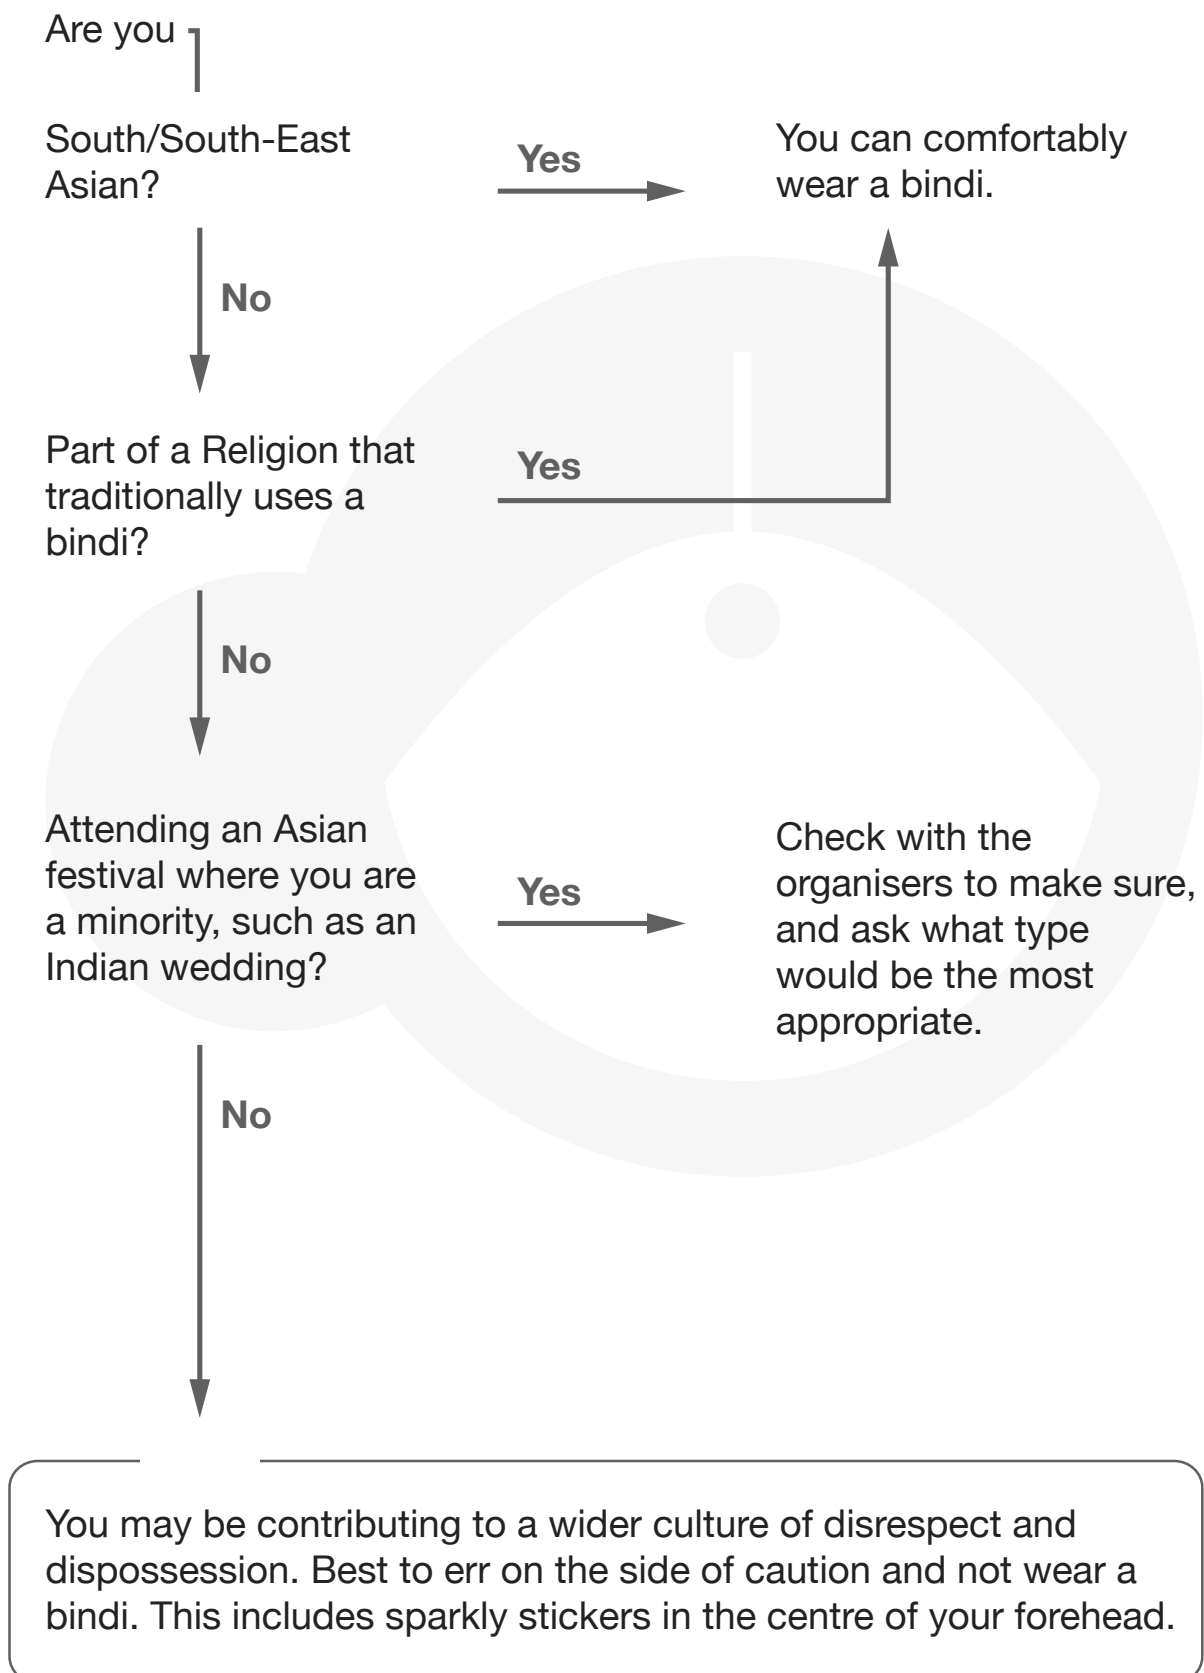 Are you
South/South-East
Asian?
Yes
You can comfortably
wear a bindi.
No
Part of a Religion that
traditionally uses a
bindi?
Yes
No
Attending an Asian
festival where you are
a minority, such as an
Indian wedding?
Yes
Check with the
organisers to make sure,
and ask what type
would be the most
appropriate.
No
You may be contributing to a wider culture of disrespect and
dispossession. Best to err on the side of caution and not wear a
bindi. This includes sparkly stickers in the centre of your forehead.